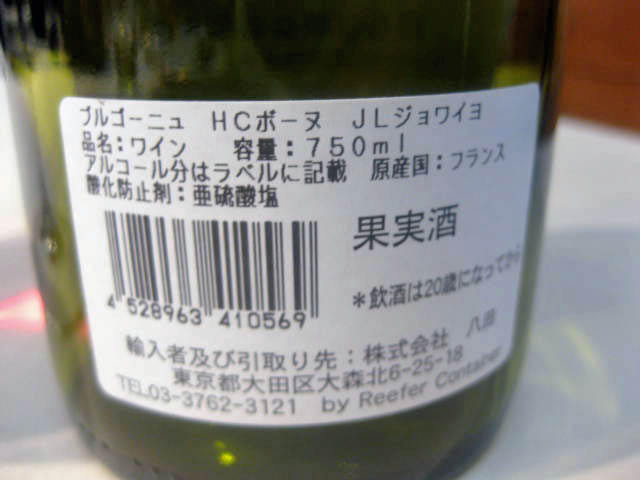 ブルゴーニュ　HCボーヌ　JLジョワイヨ
品名：ワイン　容量：750ml
アルコール分はラベルに記載　原産国：フランス
酸化防止剤：亜硫酸塩
果実酒
4 528963 410569
＊飲酒は20歳になってから
輸入者及び引取り先：株式会社　八田
東京都大田区大森北6-25-18
TEL03-3762-3121　by Reefer Container